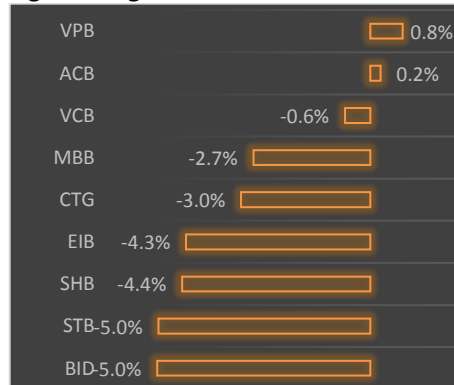 VPB 0.8%
ACB 0.2%
VCB -0.6%
MBB -2.7%
CTG -3.0%
EIB -4.3%
SHB -4.4%
STB -5.0%
BID -5.0%